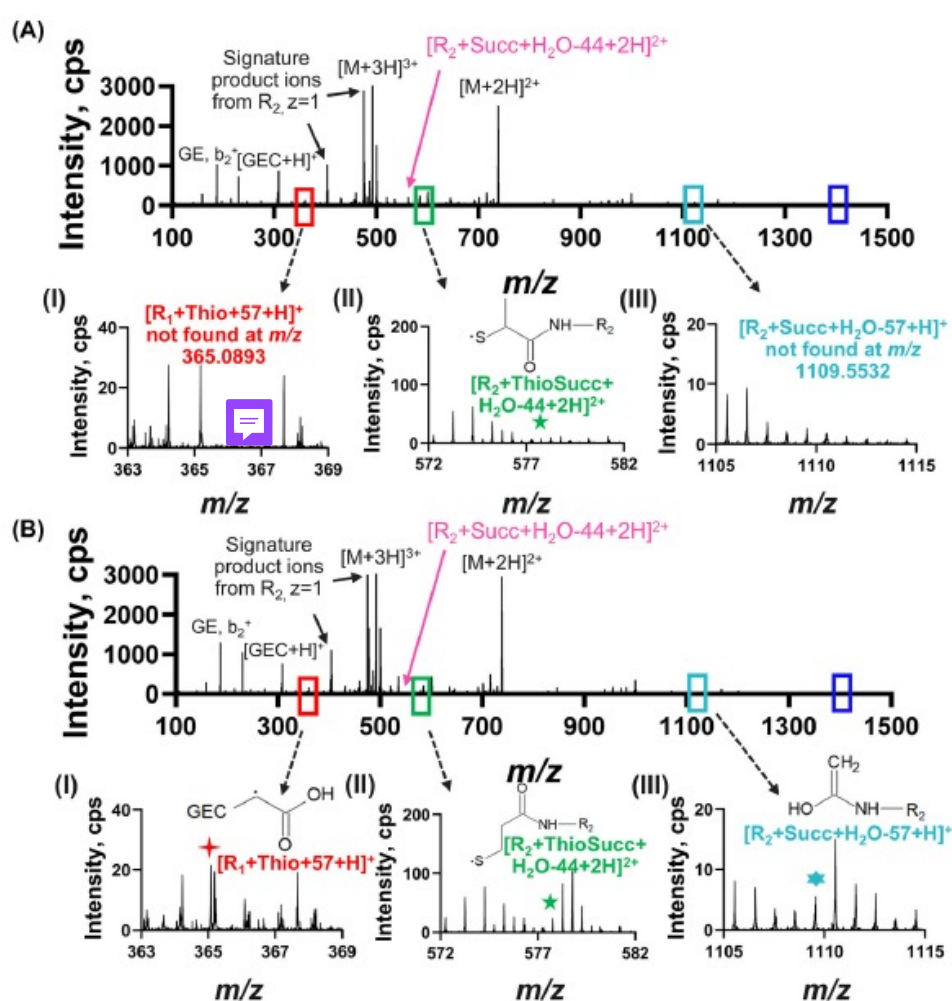 (A)
[R2+Succ+H2O-44+2H]2+
Signature
product ions
from R2, z=1
[M+3H]3+
[M+2H]2+
GE, b2+
[GEC+H]+
Intensity, cps
3000
2000
1000
0
100 300 500 700 900 1100 1300 1500
m/z
(I)
[R1+Thio+57+H]+
not found at m/z
365.0893
Intensity, cps
40
20
0
363 365 367 369
m/z
(II)
·S
NH
R2
O
[R2+ThioSucc+
H2O-44+2H]2+
Intensity, cps
200
100
0
572 577 582
m/z
(III)
[R2+Succ+H2O-57+H]+
not found at m/z
1109.5532
Intensity, cps
20
10
0
1105 1110 1115
m/z
(B)
[R2+Succ+H2O-44+2H]2+
Signature
product ions
from R2, z=1
[M+3H]3+
[M+2H]2+
GE, b2+
[GEC+H]+
Intensity, cps
3000
2000
1000
0
100 300 500 700 900 1100 1300 1500
m/z
(I)
GEC
·
OH
O
[R1+Thio+57+H]+
Intensity, cps
40
20
0
363 365 367 369
m/z
(II)
O
NH
R2
·S
[R2+ThioSucc+
H2O-44+2H]2+
Intensity, cps
200
100
0
572 577 582
m/z
(III)
CH2
HO
NH
R2
[R2+Succ+H2O-57+H]+
Intensity, cps
20
10
0
1105 1110 1115
m/z